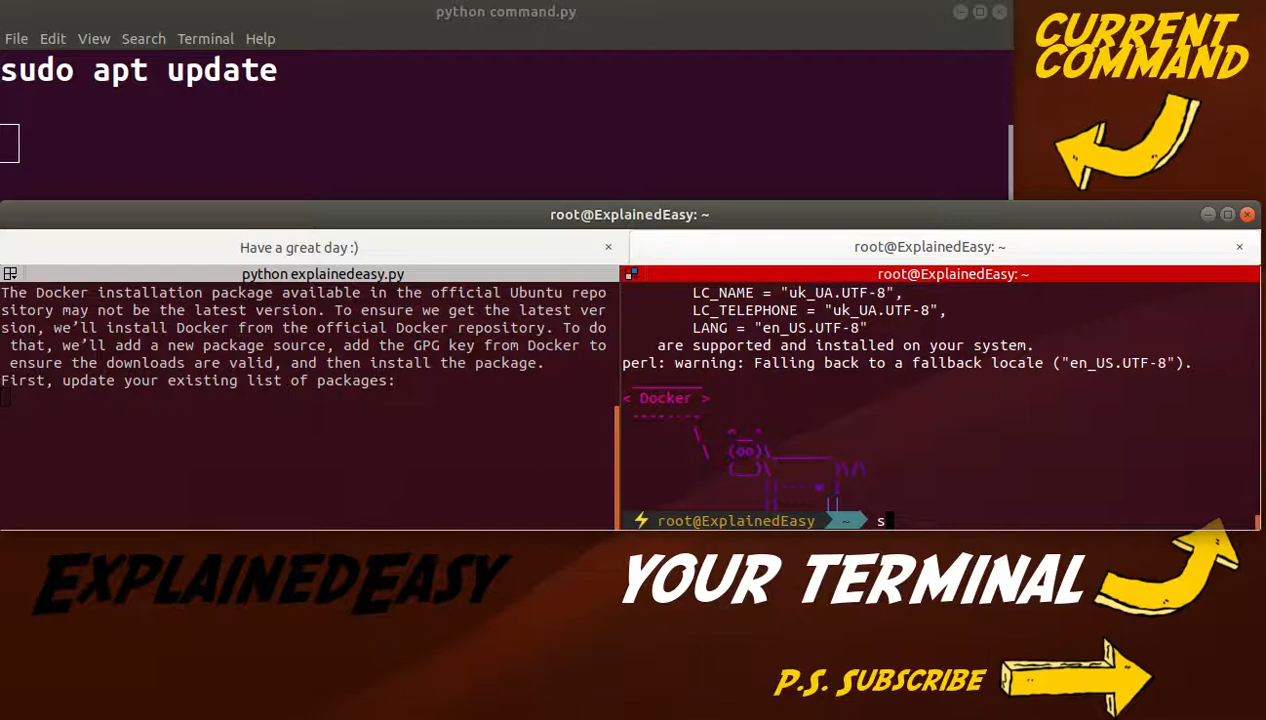 python command.py
File Edit View Search Terminal Help
sudo apt update
CURRENT
COMMAND
root@ExplainedEasy: ~
Have a great day :)
root@ExplainedEasy: ~
python explainedeasy.py
The Docker installation package available in the official Ubuntu repo
sitory may not be the latest version. To ensure we get the latest ver
sion, we’ll install Docker from the official Docker repository. To do
that, we’ll add a new package source, add the GPG key from Docker to
ensure the downloads are valid, and then install the package.
First, update your existing list of packages:
root@ExplainedEasy: ~
LC_NAME = "uk_UA.UTF-8",
LC_TELEPHONE = "uk_UA.UTF-8",
LANG = "en_US.UTF-8"
are supported and installed on your system.
perl: warning: Falling back to a fallback locale ("en_US.UTF-8").
< Docker >
(oo)
root@ExplainedEasy ~ s
EXPLAINEDEASY
YOUR TERMINAL
P.S. SUBSCRIBE